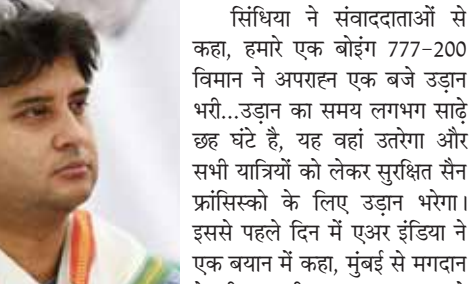 सिंधिया ने संवाददाताओं से
कहा, हमारे एक बोइंग 777-200
विमान ने अपराह्न एक बजे उड़ान
भरी...उड़ान का समय लगभग साढ़े
छह घंटे है, यह वहां उतरेगा और
सभी यात्रियों को लेकर सुरक्षित सैन
फ्रांसिस्को के लिए उड़ान भरेगा।
इससे पहले दिन में एअर इंडिया ने
एक बयान में कहा, मुंबई से मगदान